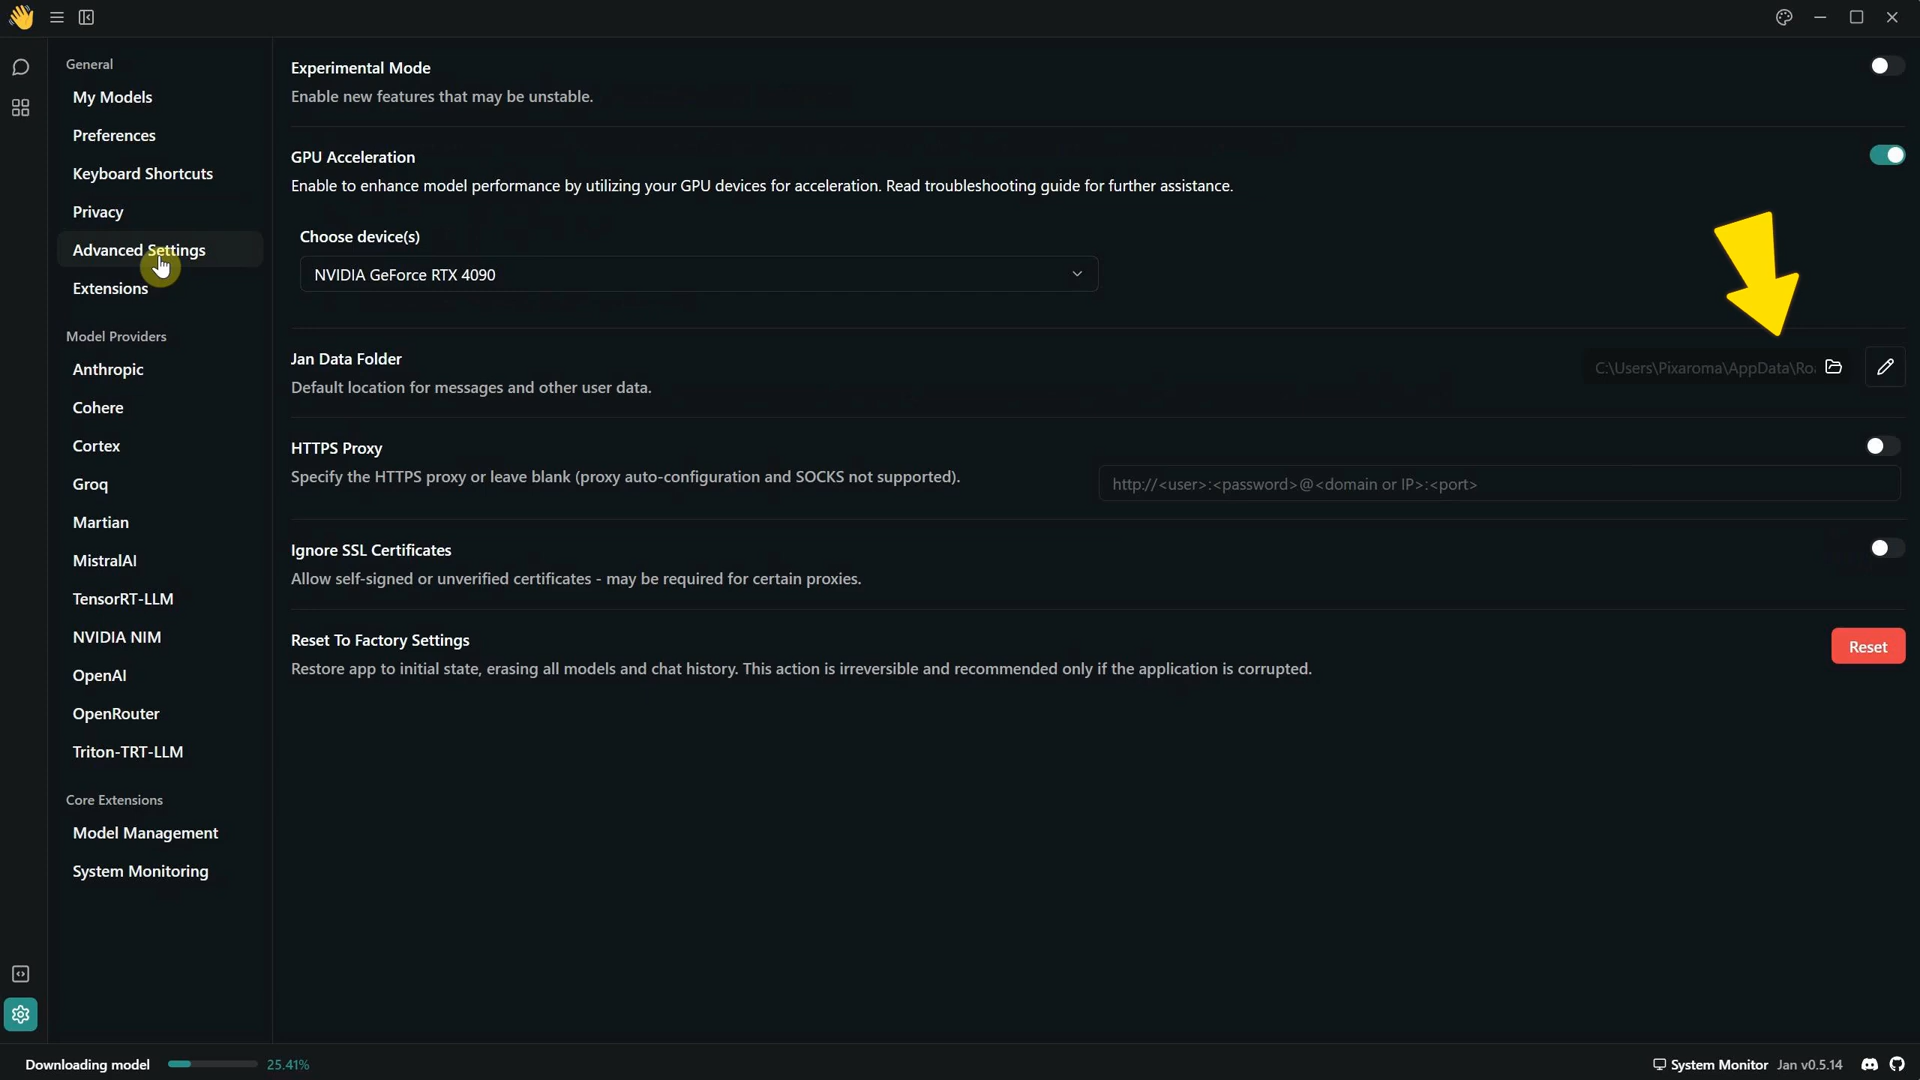 General
My Models
Preferences
Keyboard Shortcuts
Privacy
Advanced Settings
Extensions
Model Providers
Anthropic
Cohere
Cortex
Groq
Martian
MistralAI
TensorRT-LLM
NVIDIA NIM
OpenAI
OpenRouter
Triton-TRT-LLM
Core Extensions
Model Management
System Monitoring
Experimental Mode
Enable new features that may be unstable.
GPU Acceleration
Enable to enhance model performance by utilizing your GPU devices for acceleration. Read troubleshooting guide for further assistance.
Choose device(s)
NVIDIA GeForce RTX 4090
Jan Data Folder
Default location for messages and other user data.
C:\Users\Pixaroma\AppData\Roa
HTTPS Proxy
Specify the HTTPS proxy or leave blank (proxy auto-configuration and SOCKS not supported).
http://<user>:<password>@<domain or IP>:<port>
Ignore SSL Certificates
Allow self-signed or unverified certificates - may be required for certain proxies.
Reset To Factory Settings
Restore app to initial state, erasing all models and chat history. This action is irreversible and recommended only if the application is corrupted.
Reset
Downloading model 25.41%
System Monitor Jan v0.5.14